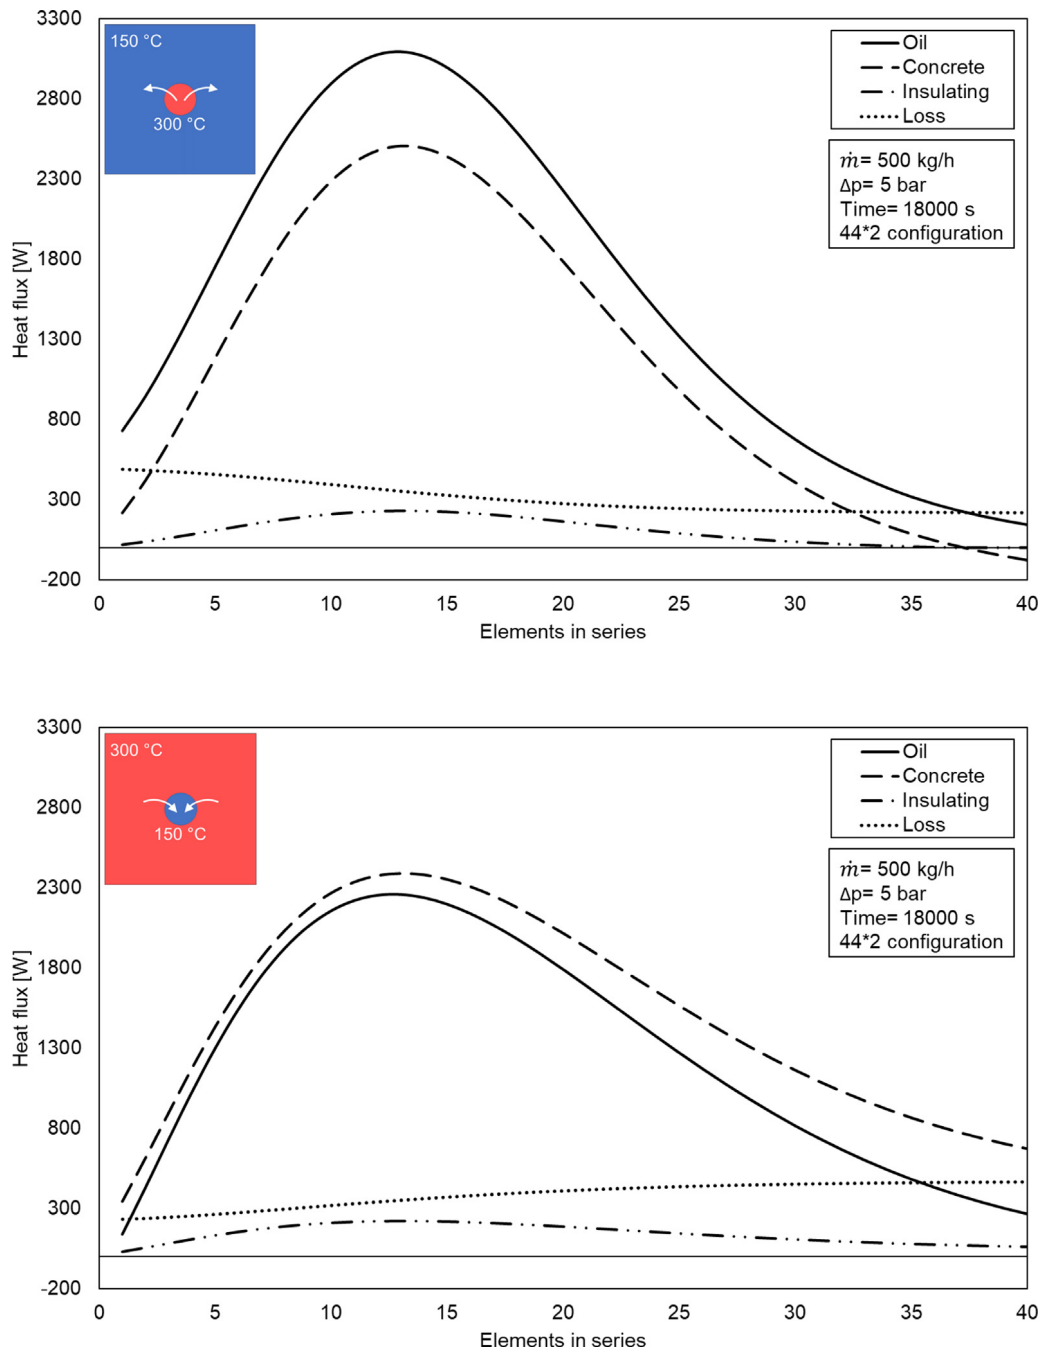 3300
2800
2300
1800
1300
800
300
-200
Heat flux [W]
150 °C
300 °C
Oil
Concrete
Insulating
Loss
ṁ= 500 kg/h
Δp= 5 bar
Time= 18000 s
44*2 configuration
0 5 10 15 20 25 30 35 40
Elements in series
3300
2800
2300
1800
1300
800
300
-200
Heat flux [W]
300 °C
150 °C
Oil
Concrete
Insulating
Loss
ṁ= 500 kg/h
Δp= 5 bar
Time= 18000 s
44*2 configuration
0 5 10 15 20 25 30 35 40
Elements in series